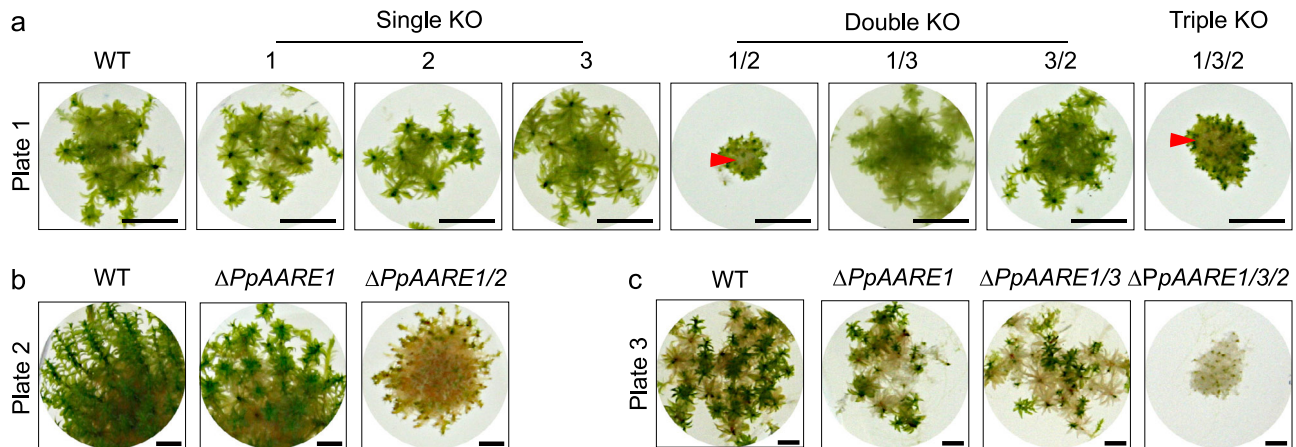 a
Single KO
Double KO
Triple KO
WT
1
2
3
1/2
1/3
3/2
1/3/2
Plate 1
b
WT
ΔPpAARE1
ΔPpAARE1/2
Plate 2
c
WT
ΔPpAARE1
ΔPpAARE1/3
ΔPpAARE1/3/2
Plate 3